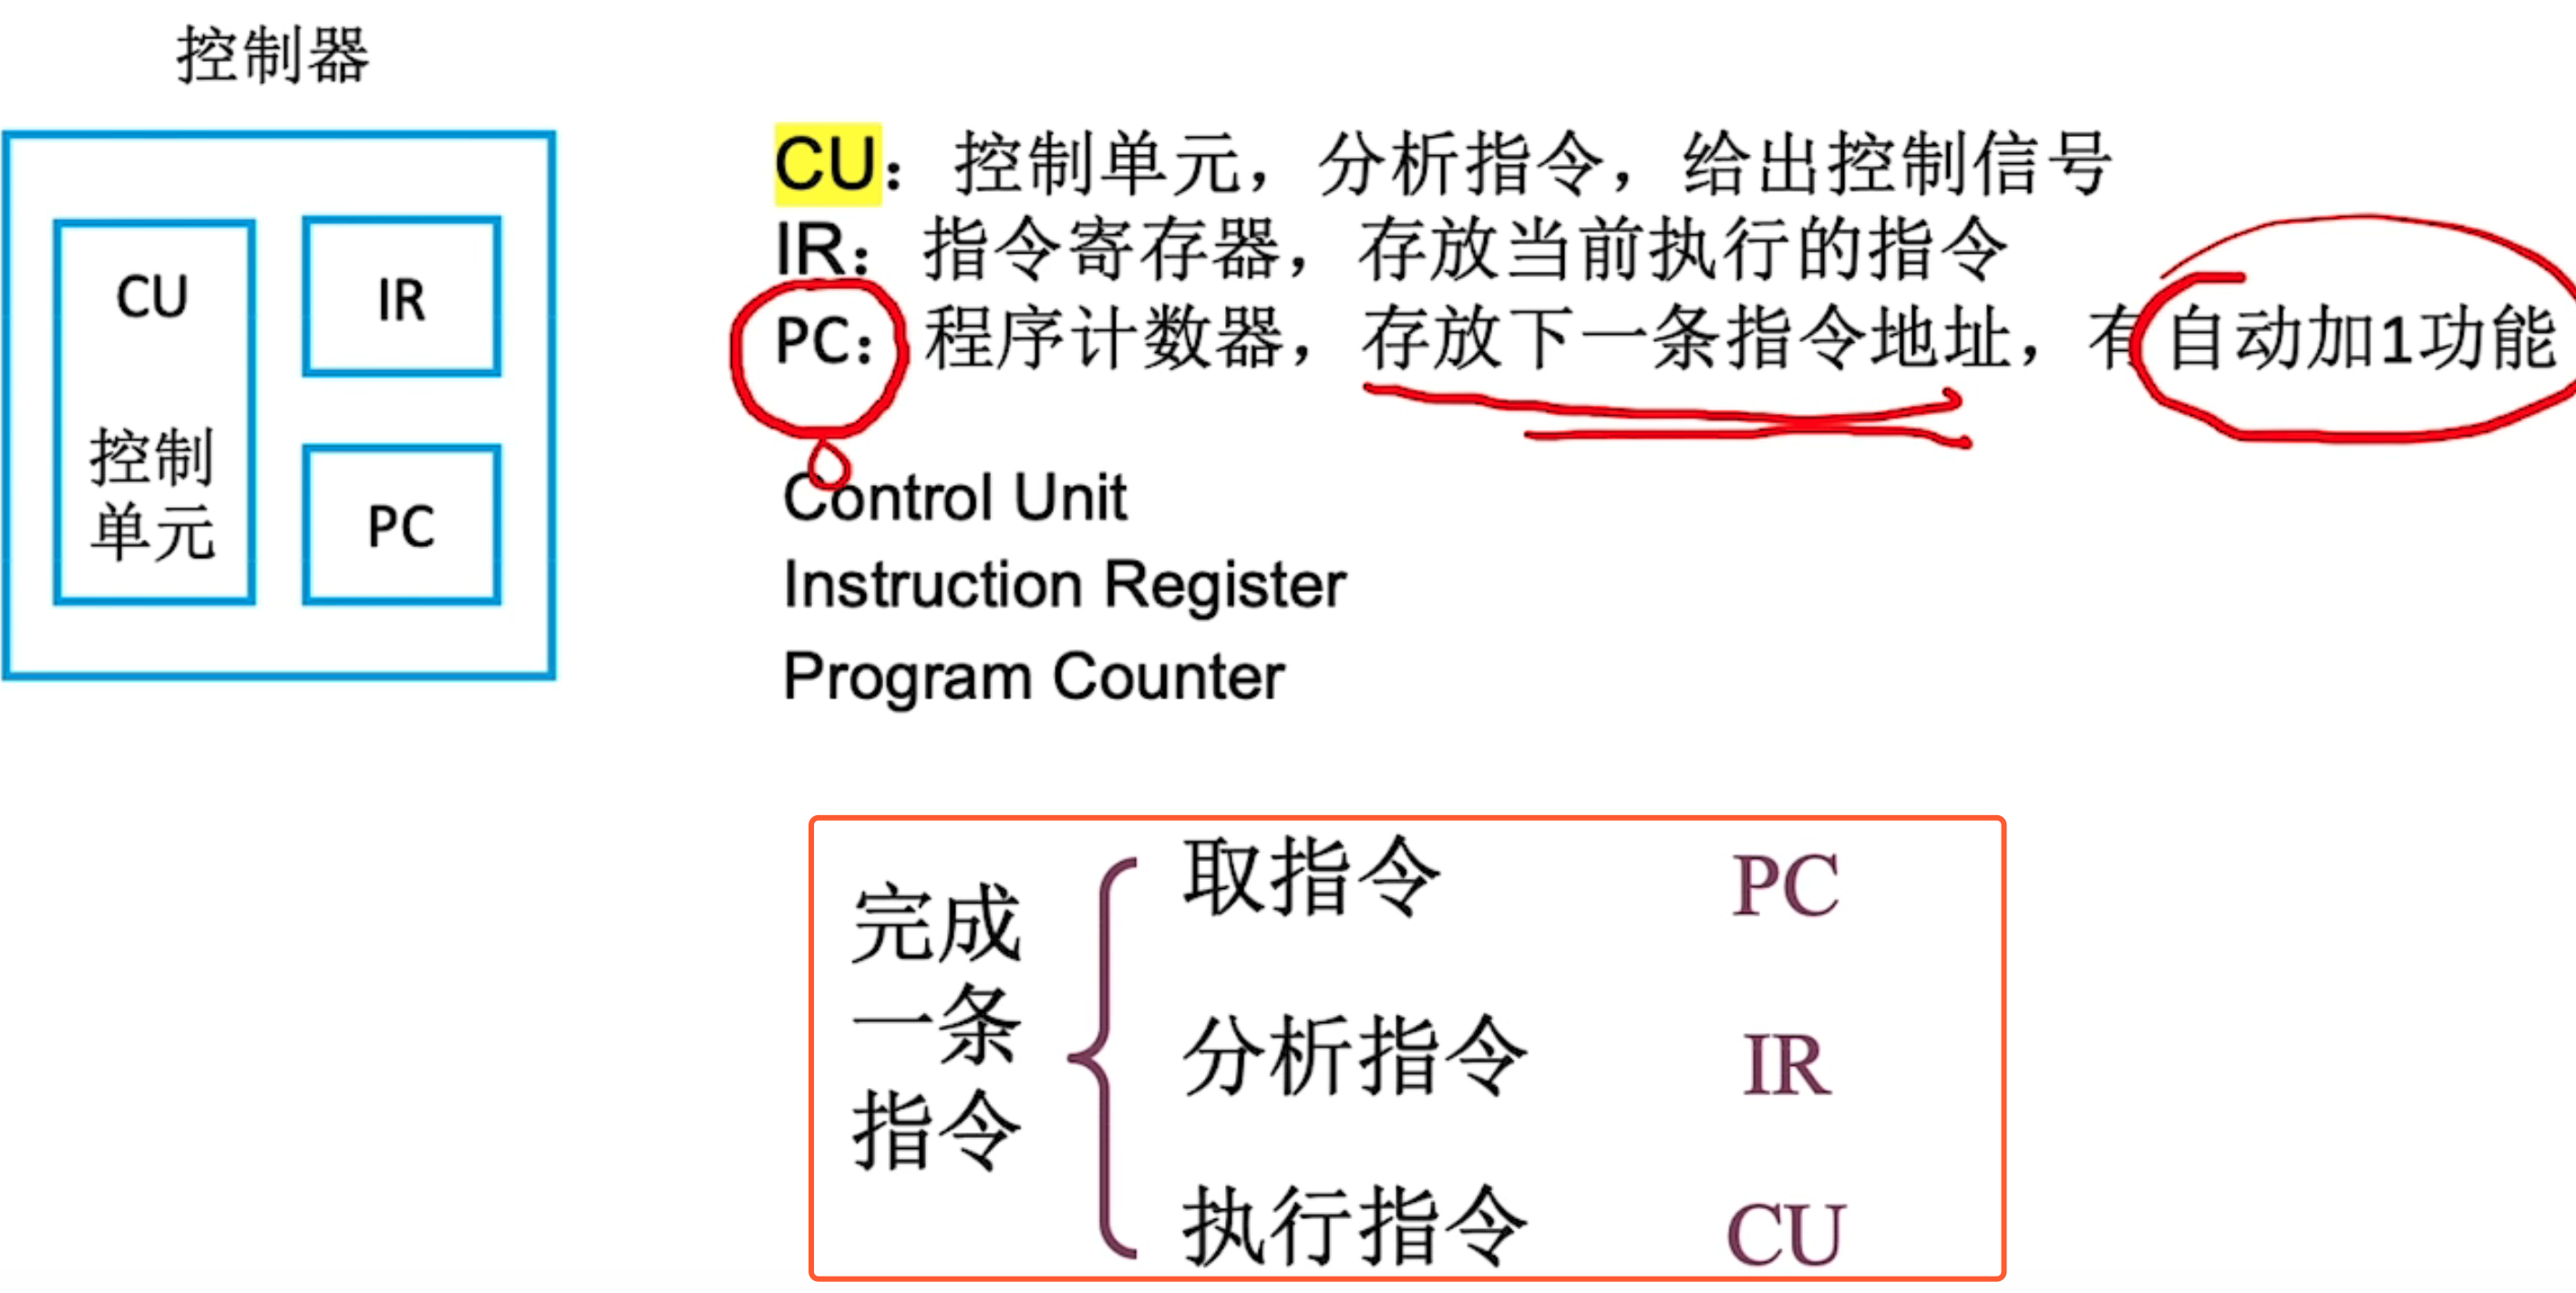 控制器
CU
控制
单元
IR
PC
CU：控制单元，分析指令，给出控制信号
IR：指令寄存器，存放当前执行的指令
PC：程序计数器，存放下一条指令地址，有自动加1功能
Control Unit
Instruction Register
Program Counter
完成
一条
指令
取指令 PC
分析指令 IR
执行指令 CU